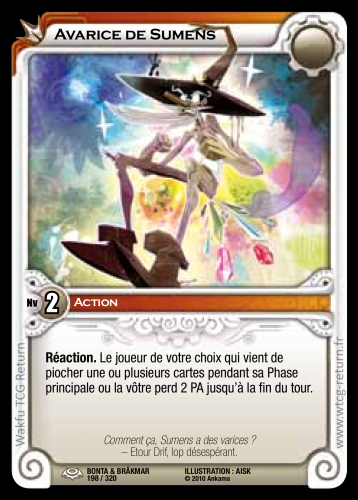 AVARICE DE SUMENS
NV 2 ACTION
Réaction. Le joueur de votre choix qui vient de
piocher une ou plusieurs cartes pendant sa Phase
principale ou la vôtre perd 2 PA jusqu'à la fin du tour.
Comment ça, Sumens a des varices ?
– Etour Drif, Iop désespérant.
BONTA & BRÂKMAR
198 / 320
ILLUSTRATION : AISK
© 2010 Ankama
Wakfu TCG Return
www.wtcg-return.fr